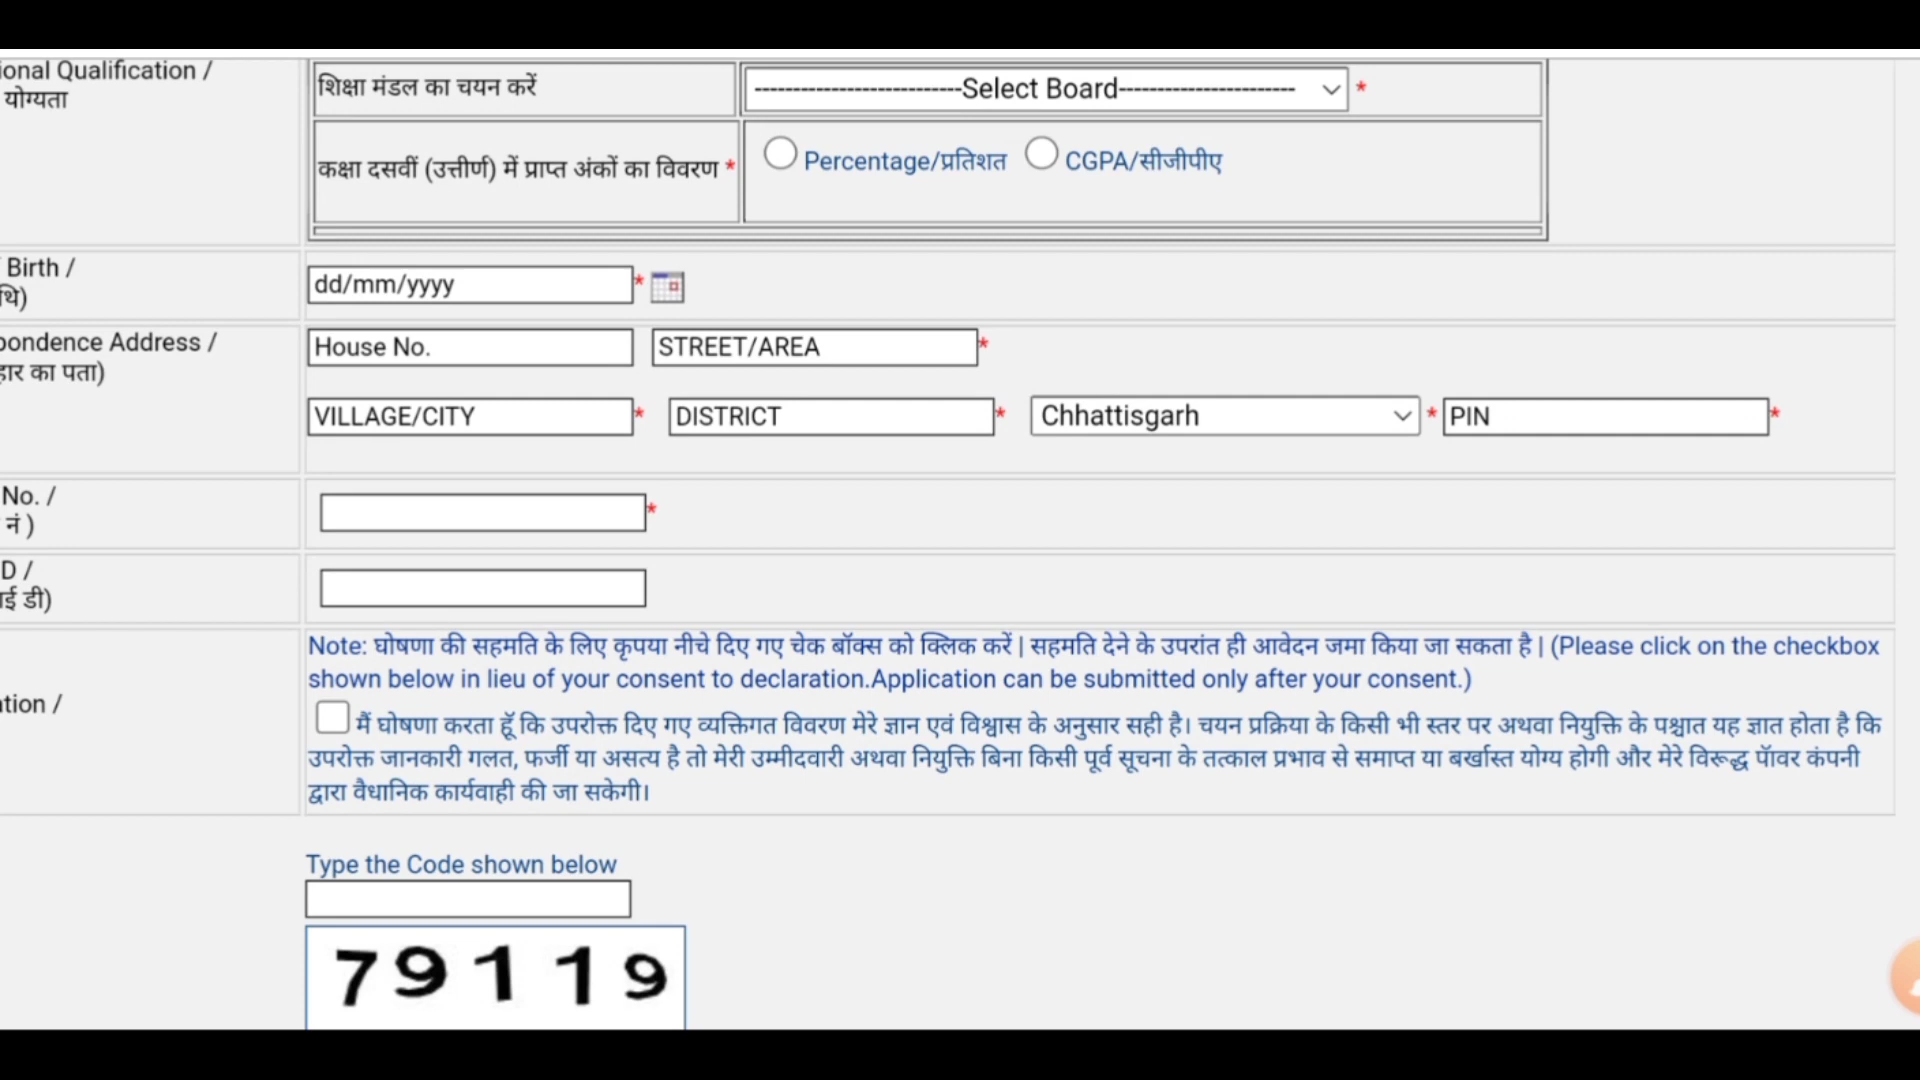 ional Qualification /
योग्यता
शिक्षा मंडल का चयन करें
---------------------------Select Board----------------------- *
कक्षा दसवीं (उत्तीर्ण) में प्राप्त अंकों का विवरण *
Percentage/प्रतिशत CGPA/सीजीपीए
Birth /
थि)
dd/mm/yyyy *
pondence Address /
हार का पता)
House No. STREET/AREA *
VILLAGE/CITY * DISTRICT * Chhattisgarh * PIN *
No. /
नं )
*
D /
ई डी)
Note: घोषणा की सहमति के लिए कृपया नीचे दिए गए चेक बॉक्स को क्लिक करें | सहमति देने के उपरांत ही आवेदन जमा किया जा सकता है | (Please click on the checkbox
shown below in lieu of your consent to declaration.Application can be submitted only after your consent.)
ation /
मैं घोषणा करता हूँ कि उपरोक्त दिए गए व्यक्तिगत विवरण मेरे ज्ञान एवं विश्वास के अनुसार सही है। चयन प्रक्रिया के किसी भी स्तर पर अथवा नियुक्ति के पश्चात यह ज्ञात होता है कि
उपरोक्त जानकारी गलत, फर्जी या असत्य है तो मेरी उम्मीदवारी अथवा नियुक्ति बिना किसी पूर्व सूचना के तत्काल प्रभाव से समाप्त या बर्खास्त योग्य होगी और मेरे विरूद्ध पॅावर कंपनी
द्वारा वैधानिक कार्यवाही की जा सकेगी।
Type the Code shown below
79119